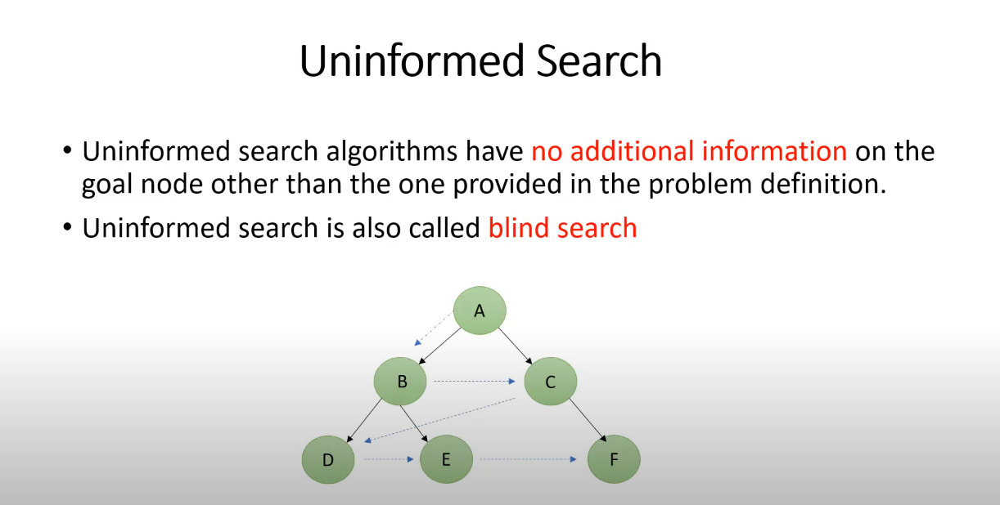 Uninformed Search
• Uninformed search algorithms have no additional information on the
goal node other than the one provided in the problem definition.
• Uninformed search is also called blind search
A
B
C
D
E
F